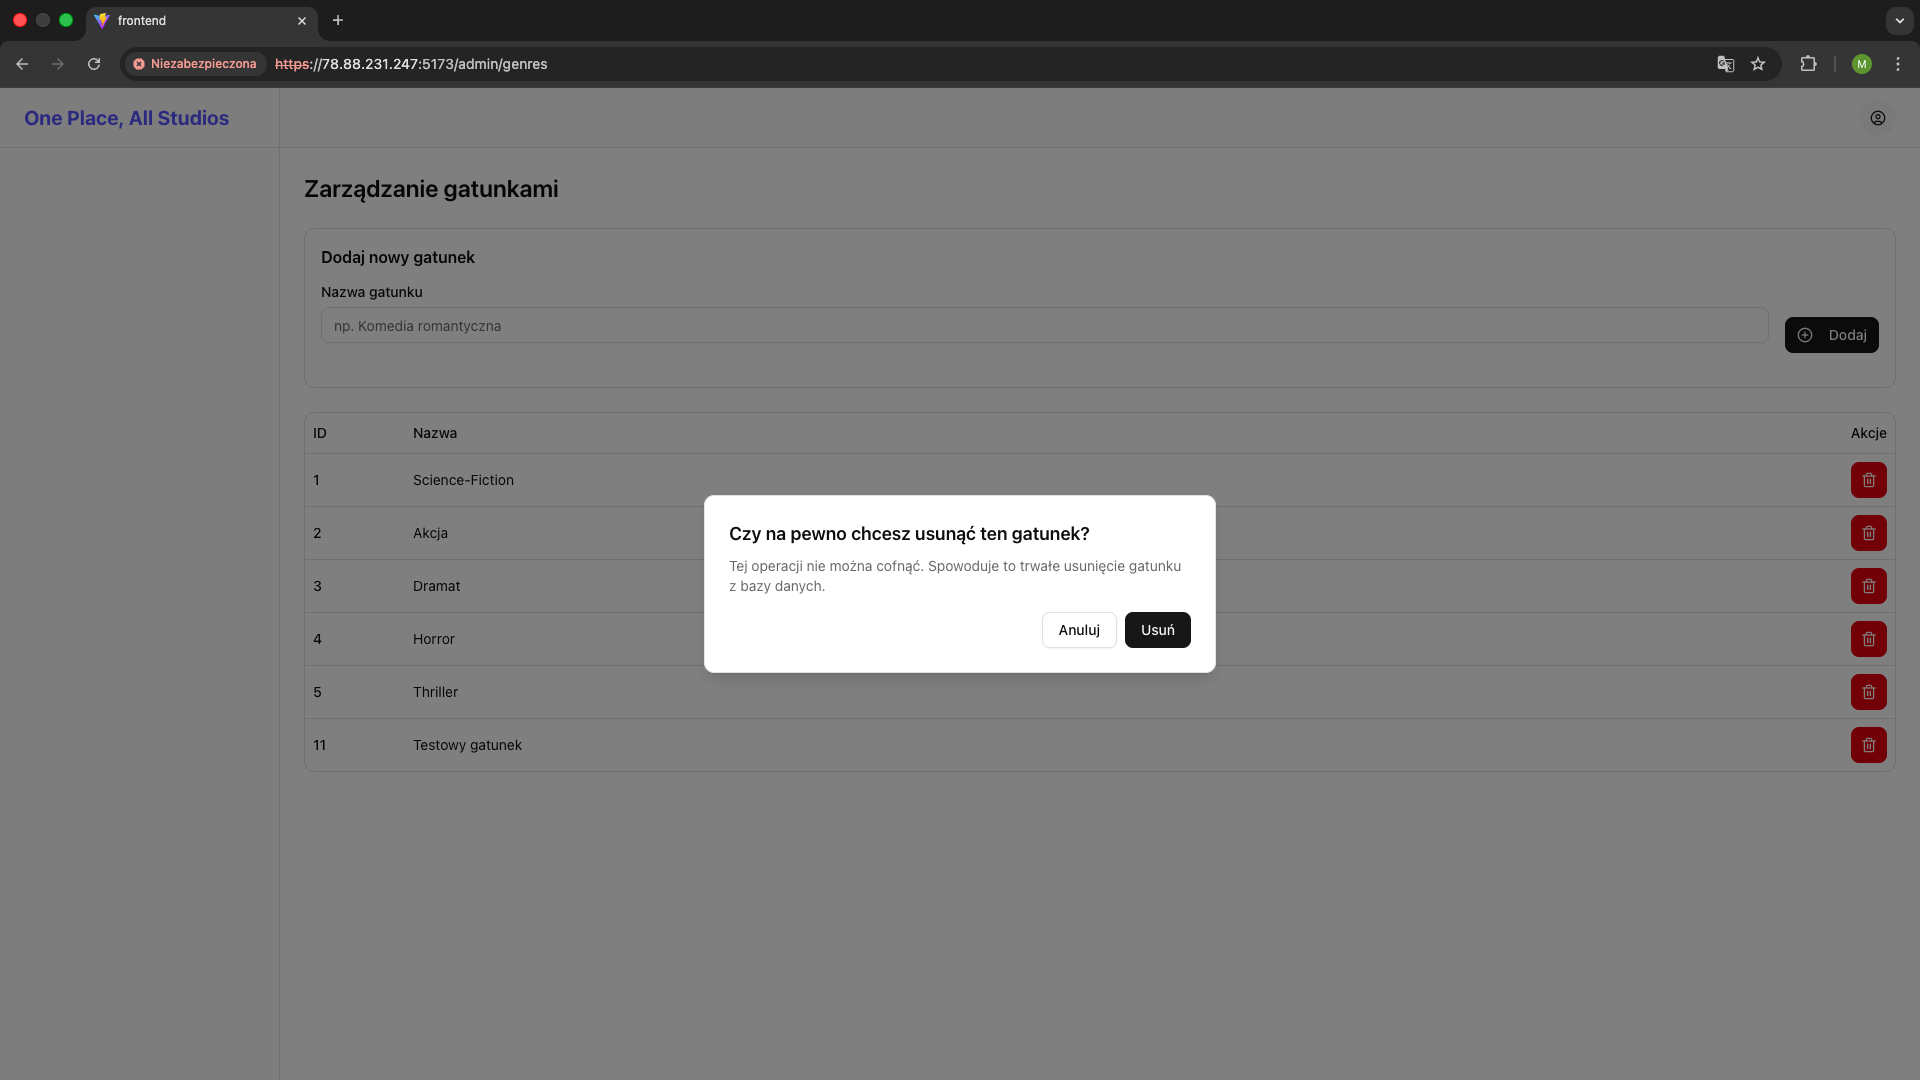 frontend
Niezabezpieczona https://78.88.231.247:5173/admin/genres
M
One Place, All Studios
Zarządzanie gatunkami
Dodaj nowy gatunek
Nazwa gatunku
np. Komedia romantyczna
Dodaj
ID Nazwa Akcje
1 Science-Fiction
2 Akcja
3 Dramat
4 Horror
5 Thriller
11 Testowy gatunek
Czy na pewno chcesz usunąć ten gatunek?
Tej operacji nie można cofnąć. Spowoduje to trwałe usunięcie gatunku
z bazy danych.
Anuluj Usuń